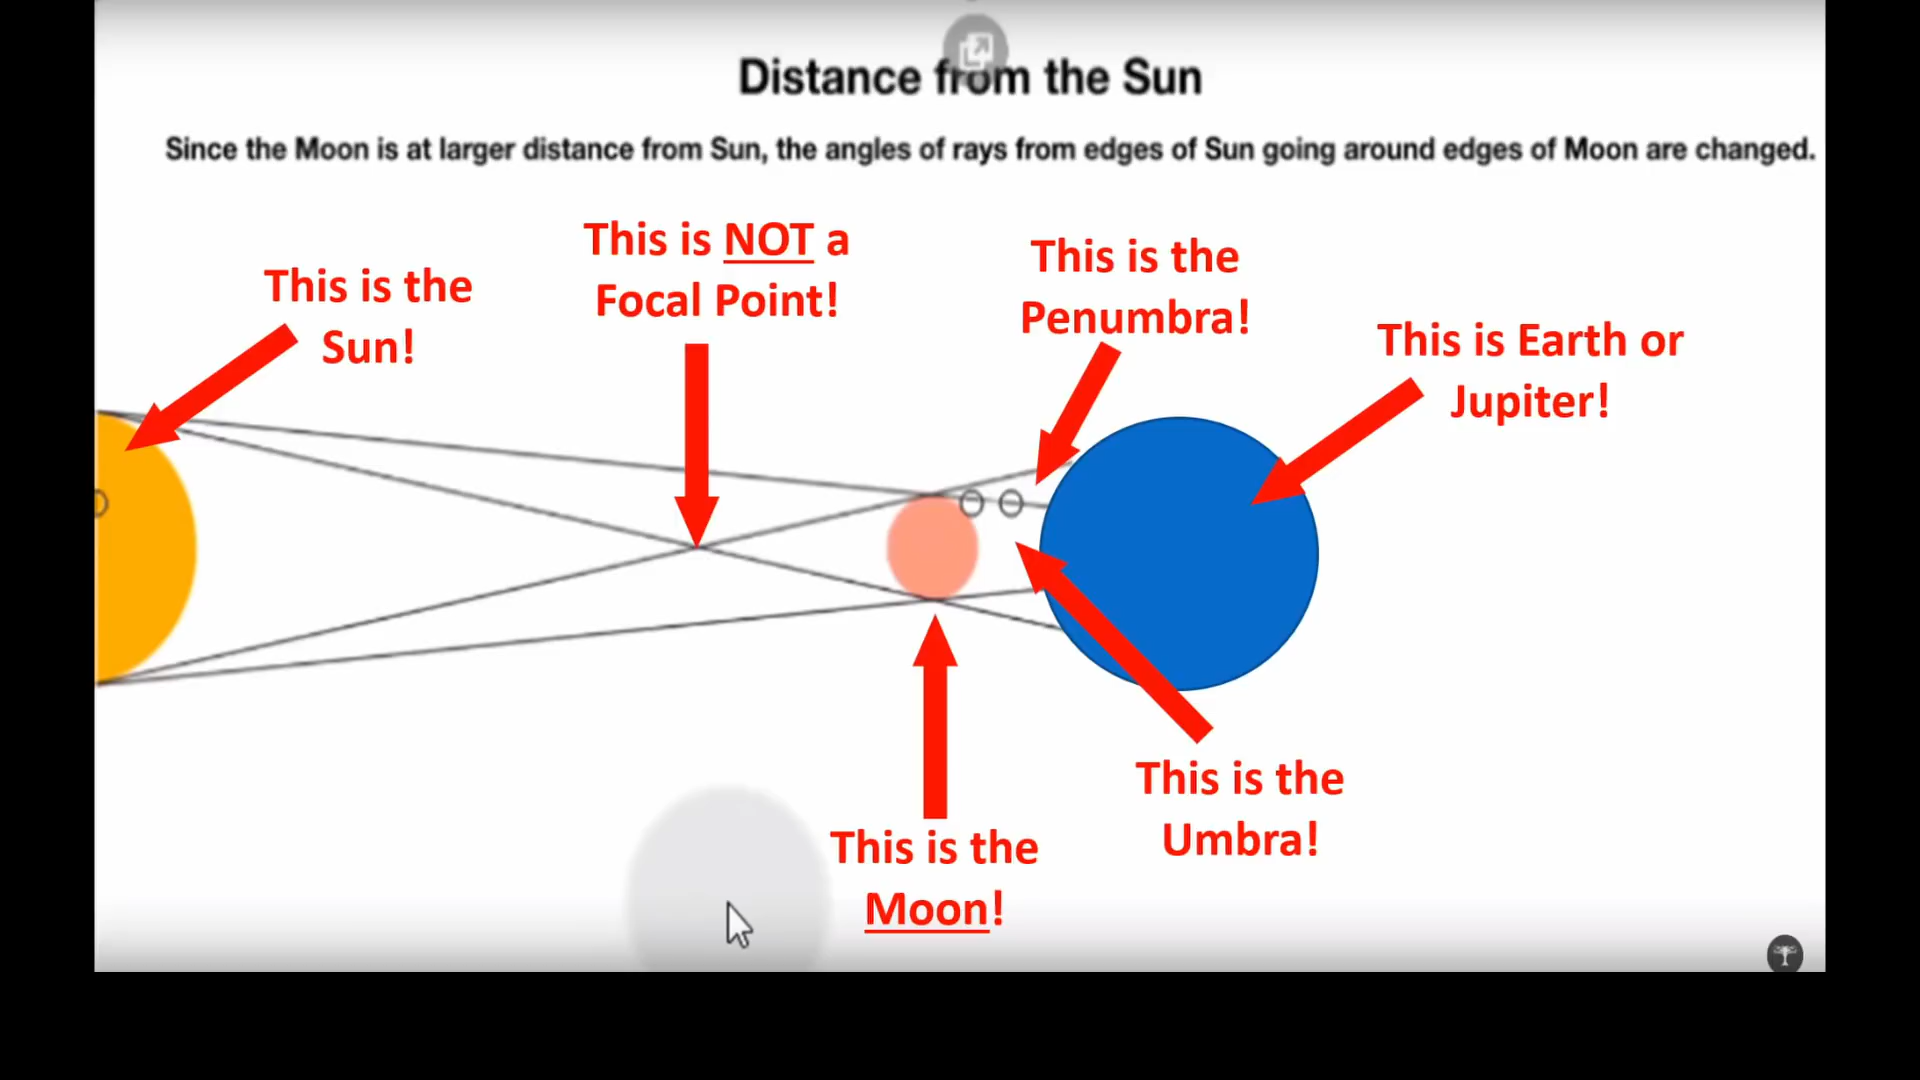 Distance from the Sun
Since the Moon is at larger distance from Sun, the angles of rays from edges of Sun going around edges of Moon are changed.
This is the
Sun!
This is NOT a
Focal Point!
This is the
Penumbra!
This is Earth or
Jupiter!
This is the
Moon!
This is the
Umbra!